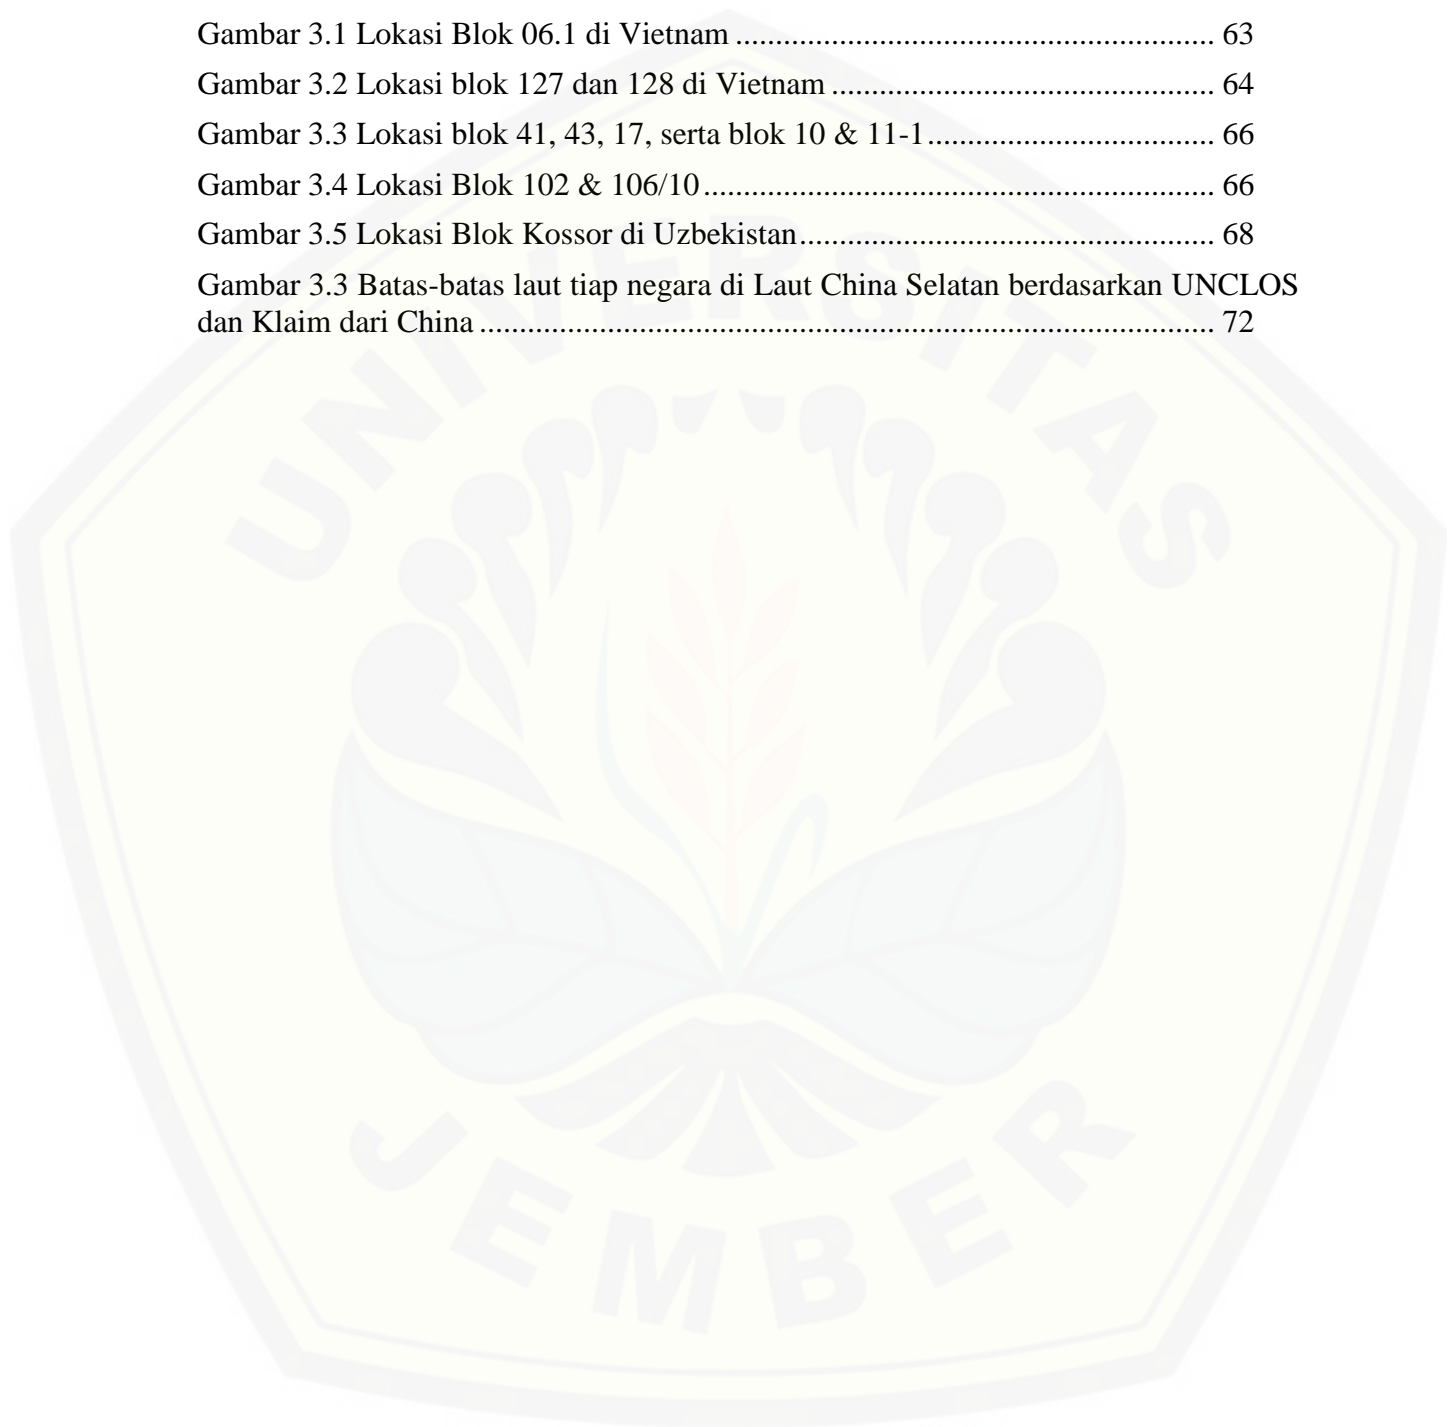 Gambar 3.1 Lokasi Blok 06.1 di Vietnam ............................................................ 63
Gambar 3.2 Lokasi blok 127 dan 128 di Vietnam ................................................ 64
Gambar 3.3 Lokasi blok 41, 43, 17, serta blok 10 & 11-1 .................................... 66
Gambar 3.4 Lokasi Blok 102 & 106/10 ................................................................ 66
Gambar 3.5 Lokasi Blok Kossor di Uzbekistan .................................................... 68
Gambar 3.3 Batas-batas laut tiap negara di Laut China Selatan berdasarkan UNCLOS
dan Klaim dari China ............................................................................................ 72
UNIVERSITAS
JEMBER